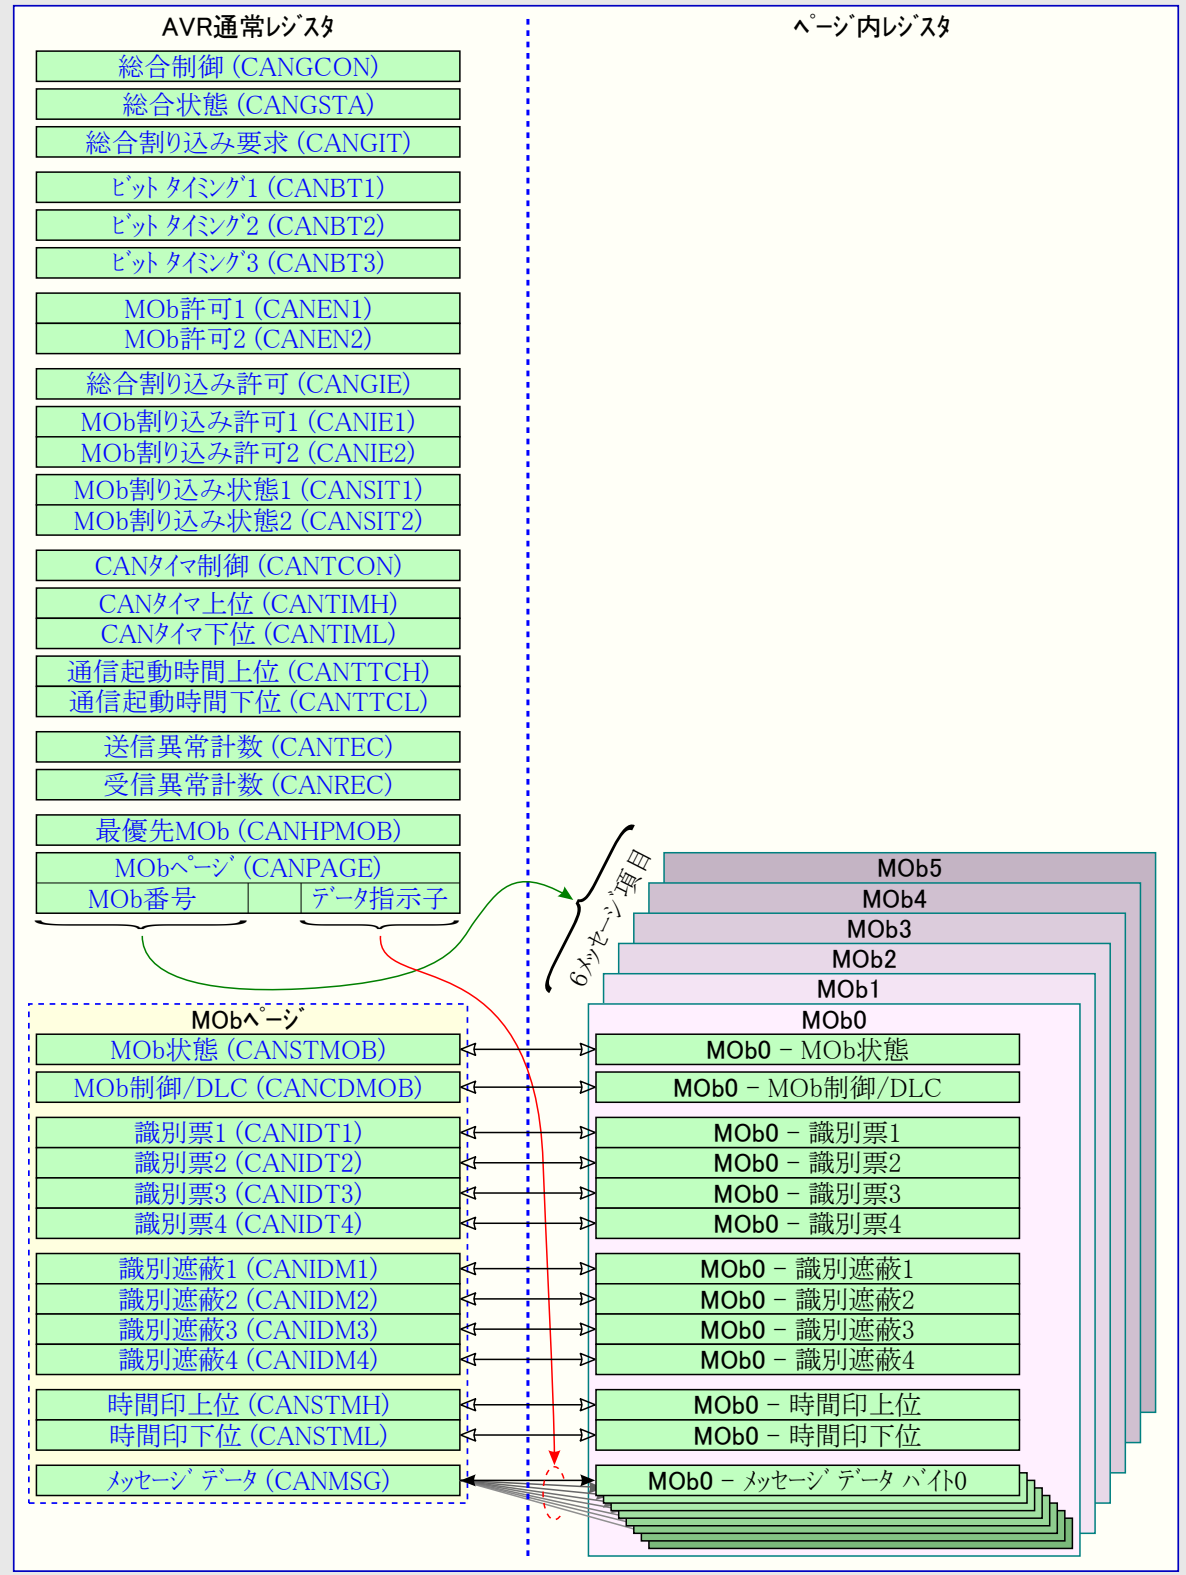 AVR通常レジスタ
総合制御 (CANGCON)
総合状態 (CANGSTA)
総合割り込み要求 (CANGIT)
ビット タイミング1 (CANBT1)
ビット タイミング2 (CANBT2)
ビット タイミング3 (CANBT3)
MOb許可1 (CANEN1)
MOb許可2 (CANEN2)
総合割り込み許可 (CANGIE)
MOb割り込み許可1 (CANIE1)
MOb割り込み許可2 (CANIE2)
MOb割り込み状態1 (CANSIT1)
MOb割り込み状態2 (CANSIT2)
CANタイマ制御 (CANTCON)
CANタイマ上位 (CANTIMH)
CANタイマ下位 (CANTIML)
通信起動時間上位 (CANTTCH)
通信起動時間下位 (CANTTCL)
送信異常計数 (CANTEC)
受信異常計数 (CANREC)
最優先MOb (CANHPMOB)
MObページ (CANPAGE)
MOb番号
データ指示子
MObページ
MOb状態 (CANSTMOB)
MOb制御/DLC (CANCDMOB)
識別票1 (CANIDT1)
識別票2 (CANIDT2)
識別票3 (CANIDT3)
識別票4 (CANIDT4)
識別遮蔽1 (CANIDM1)
識別遮蔽2 (CANIDM2)
識別遮蔽3 (CANIDM3)
識別遮蔽4 (CANIDM4)
時間印上位 (CANSTMH)
時間印下位 (CANSTML)
メッセージ データ (CANMSG)
ページ内レジスタ
6メッセージ項目
MOb5
MOb4
MOb3
MOb2
MOb1
MOb0
MOb0 − MOb状態
MOb0 − MOb制御/DLC
MOb0 − 識別票1
MOb0 − 識別票2
MOb0 − 識別票3
MOb0 − 識別票4
MOb0 − 識別遮蔽1
MOb0 − 識別遮蔽2
MOb0 − 識別遮蔽3
MOb0 − 識別遮蔽4
MOb0 − 時間印上位
MOb0 − 時間印下位
MOb0 − メッセージ データ バイト0